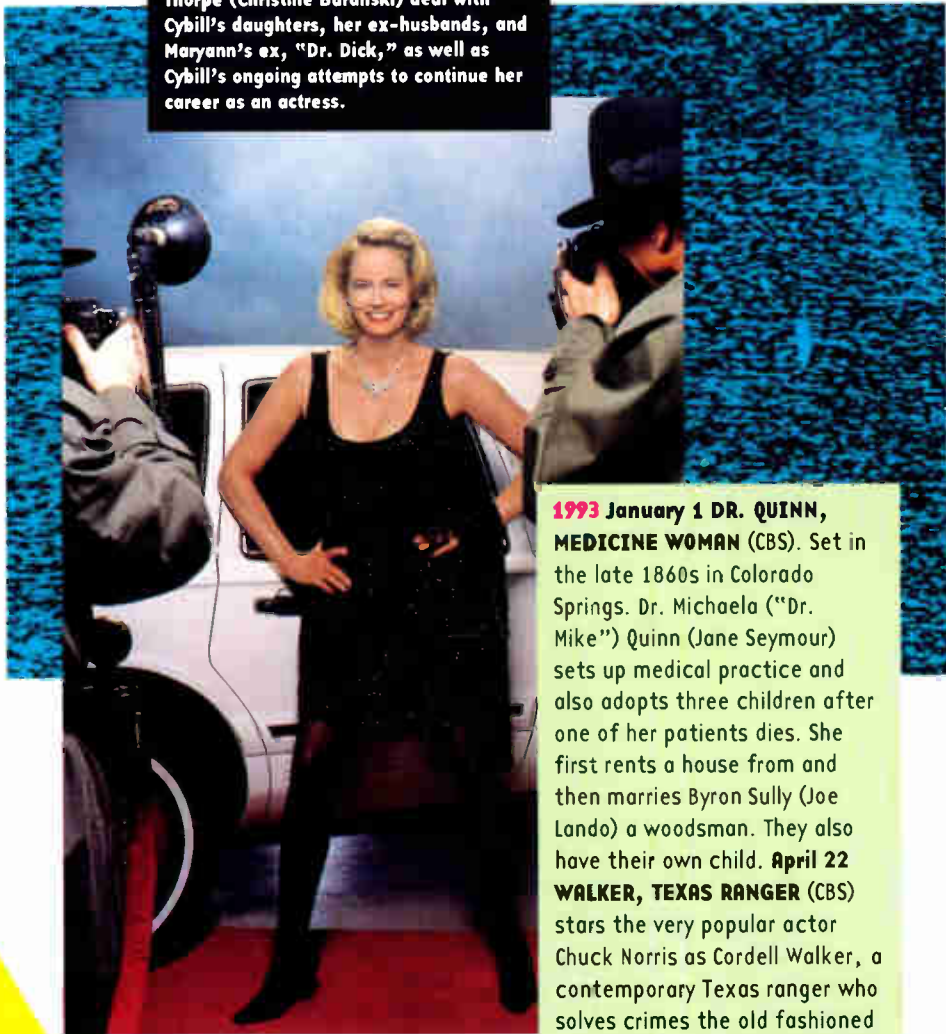 Thorpe (Christine Baranski) deal with
Cybill's daughters, her ex-husbands, and
Maryann's ex, "Dr. Dick," as well as
Cybill's ongoing attempts to continue her
career as an actress.
1993 January 1 DR. QUINN,
MEDICINE WOMAN (CBS). Set in
the late 1860s in Colorado
Springs. Dr. Michaela ("Dr.
Mike") Quinn (Jane Seymour)
sets up medical practice and
also adopts three children after
one of her patients dies. She
first rents a house from and
then marries Byron Sully (Joe
Lando) a woodsman. They also
have their own child. April 22
WALKER, TEXAS RANGER (CBS)
stars the very popular actor
Chuck Norris as Cordell Walker, a
contemporary Texas ranger who
solves crimes the old fashioned